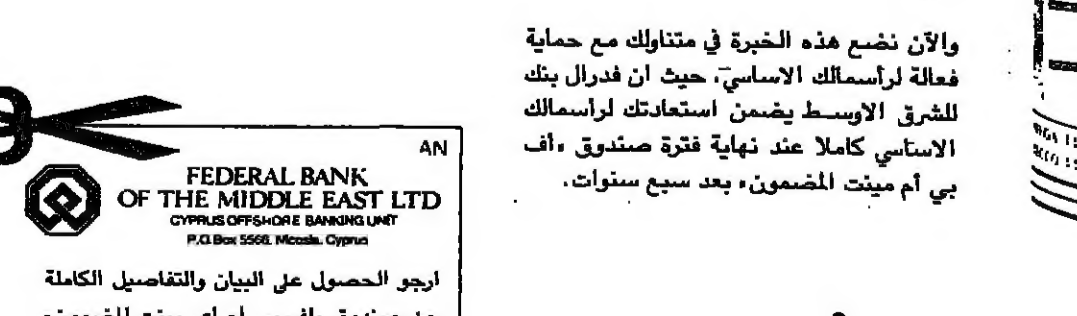 والآن نضع هذه الخبرة في متناولك مع حماية
فعالة لرأسمالك الاساسي، حيث ان فدرال بنك
للشرق الاوسط يضمن استعادتك لرأسمالك
الاستاسي كاملا عند نهاية فترة صندوق «أف
بي أم مينت المضمون» بعد سبع سنوات.
AN
FEDERAL BANK
OF THE MIDDLE EAST LTD
CYPRUS OFFSHORE BANKING UNIT
P.O. Box 5566, Nicosia, Cyprus
ارجو الحصول على البيان والتفاصيل الكاملة